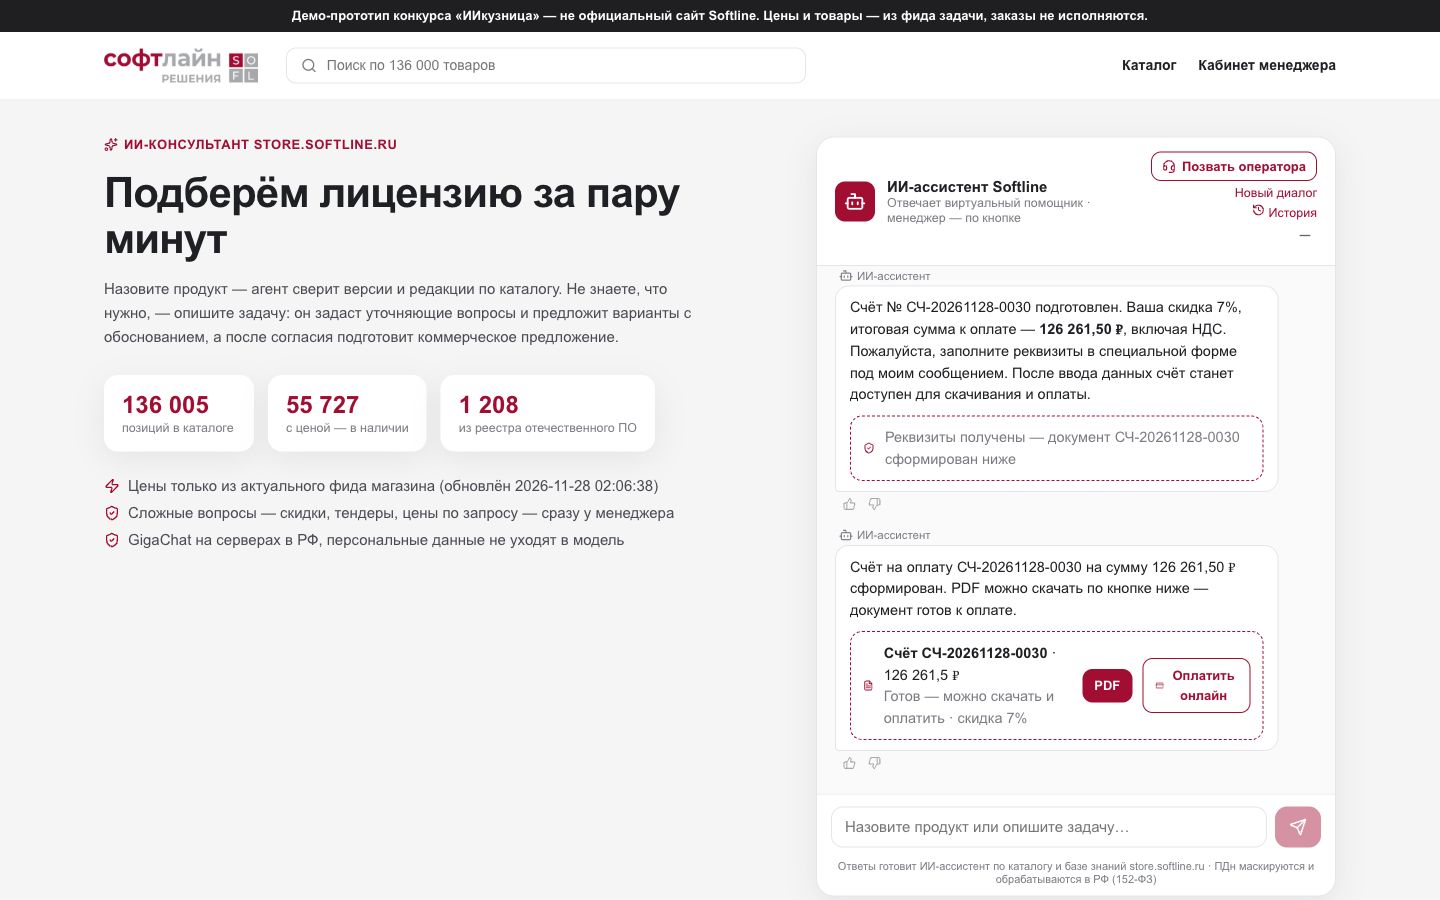 Демо-прототип конкурса «ИИкузница» — не официальный сайт Softline. Цены и товары — из фида задачи, заказы не исполняются.
софтлайн
РЕШЕНИЯ
SO
FL
Поиск по 136 000 товаров
Каталог
Кабинет менеджера
ИИ-КОНСУЛЬТАНТ STORE.SOFTLINE.RU
Подберём лицензию за пару
минут
Назовите продукт — агент сверит версии и редакции по каталогу. Не знаете, что
нужно, — опишите задачу: он задаст уточняющие вопросы и предложит варианты с
обоснованием, а после согласия подготовит коммерческое предложение.
136 005
позиций в каталоге
55 727
с ценой — в наличии
1 208
из реестра отечественного ПО
Цены только из актуального фида магазина (обновлён 2026-11-28 02:06:38)
Сложные вопросы — скидки, тендеры, цены по запросу — сразу у менеджера
GigaChat на серверах в РФ, персональные данные не уходят в модель
ИИ-ассистент Softline
Отвечает виртуальный помощник ·
менеджер — по кнопке
Позвать оператора
Новый диалог
История
—
ИИ-ассистент
Счёт № СЧ-20261128-0030 подготовлен. Ваша скидка 7%,
итоговая сумма к оплате — 126 261,50 ₽, включая НДС.
Пожалуйста, заполните реквизиты в специальной форме
под моим сообщением. После ввода данных счёт станет
доступен для скачивания и оплаты.
Реквизиты получены — документ СЧ-20261128-0030
сформирован ниже
ИИ-ассистент
Счёт на оплату СЧ-20261128-0030 на сумму 126 261,50 ₽
сформирован. PDF можно скачать по кнопке ниже —
документ готов к оплате.
Счёт СЧ-20261128-0030 ·
126 261,5 ₽
Готов — можно скачать и
оплатить · скидка 7%
PDF
Оплатить
онлайн
Назовите продукт или опишите задачу…
Ответы готовит ИИ-ассистент по каталогу и базе знаний store.softline.ru · ПДн маскируются и
обрабатываются в РФ (152-ФЗ)